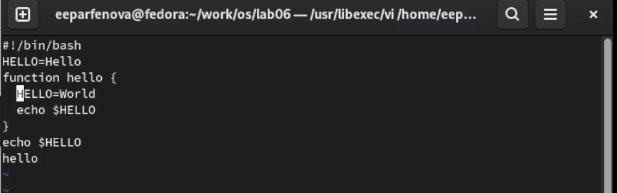 eeparfenova@fedora:~/work/os/lab06 — /usr/libexec/vi /home/eep...
#!/bin/bash
HELLO=Hello
function hello {
  HELLO=World
  echo $HELLO
}
echo $HELLO
hello
~
~